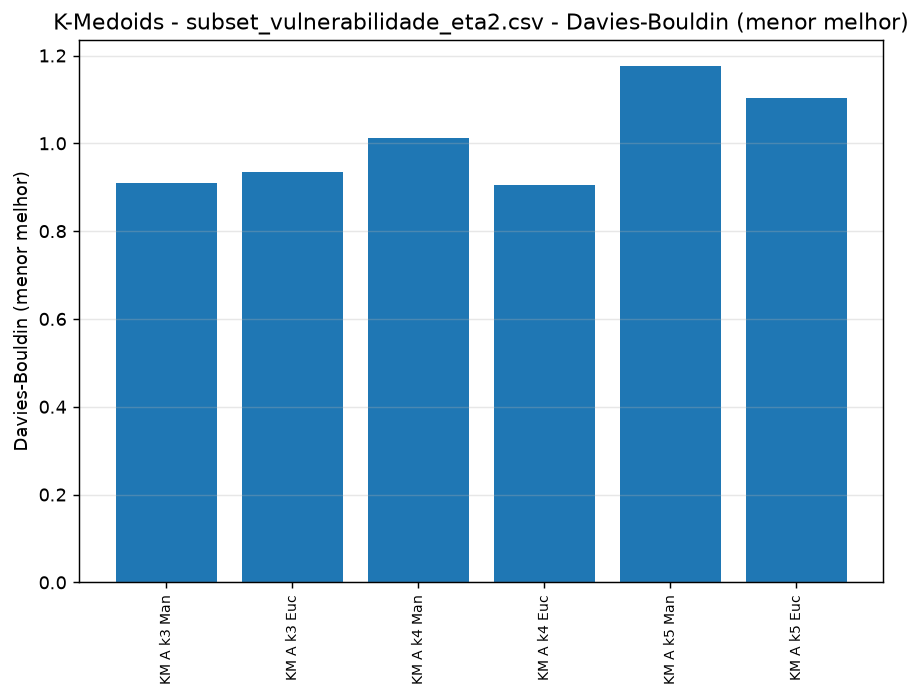 K-Medoids - subset_vulnerabilidade_eta2.csv - Davies-Bouldin (menor melhor)
Davies-Bouldin (menor melhor)
1.2
1.0
0.8
0.6
0.4
0.2
0.0
KM A k3 Man
KM A k3 Euc
KM A k4 Man
KM A k4 Euc
KM A k5 Man
KM A k5 Euc